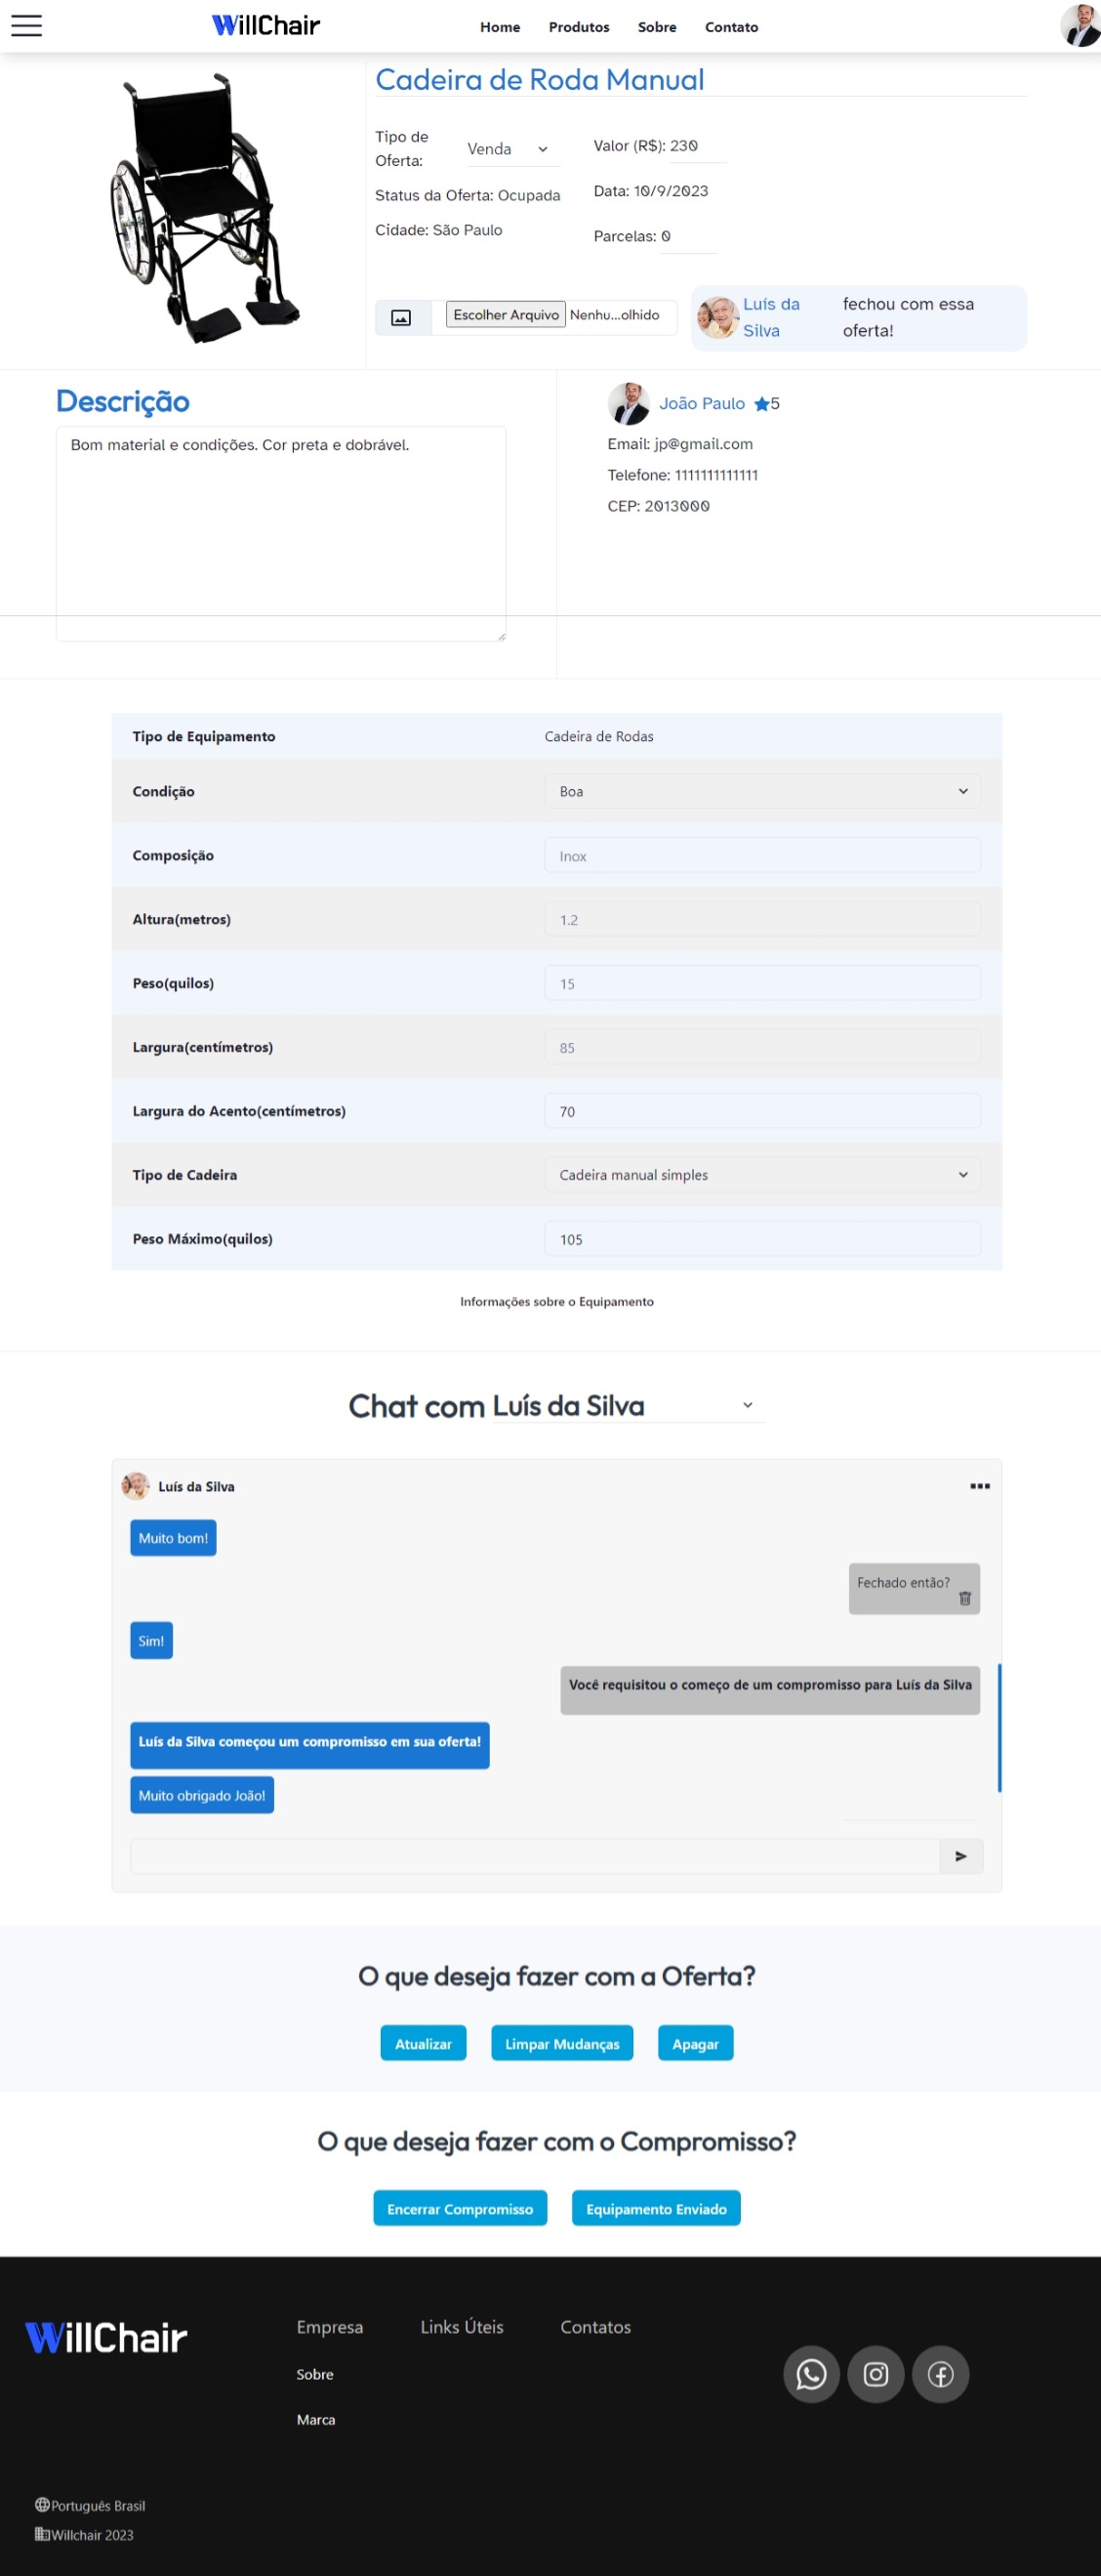 WillChair
Home Produtos Sobre Contato
Cadeira de Roda Manual
Tipo de
Oferta:
Venda
Valor (R$): 230
Status da Oferta: Ocupada
Data: 10/9/2023
Cidade: São Paulo
Parcelas: 0
Escolher Arquivo Nenhu...olhido
Luís da
Silva
fechou com essa
oferta!
Descrição
Bom material e condições. Cor preta e dobrável.
João Paulo 5
Email: jp@gmail.com
Telefone: 1111111111111
CEP: 2013000
Tipo de Equipamento Cadeira de Rodas
Condição Boa
Composição Inox
Altura(metros) 1.2
Peso(quilos) 15
Largura(centímetros) 85
Largura do Acento(centímetros) 70
Tipo de Cadeira Cadeira manual simples
Peso Máximo(quilos) 105
Informações sobre o Equipamento
Chat com Luís da Silva
Luís da Silva
Muito bom!
Fechado então?
Sim!
Você requisitou o começo de um compromisso para Luís da Silva
Luís da Silva começou um compromisso em sua oferta!
Muito obrigado João!
O que deseja fazer com a Oferta?
Atualizar Limpar Mudanças Apagar
O que deseja fazer com o Compromisso?
Encerrar Compromisso Equipamento Enviado
WillChair
Empresa Links Úteis Contatos
Sobre
Marca
Português Brasil
Willchair 2023